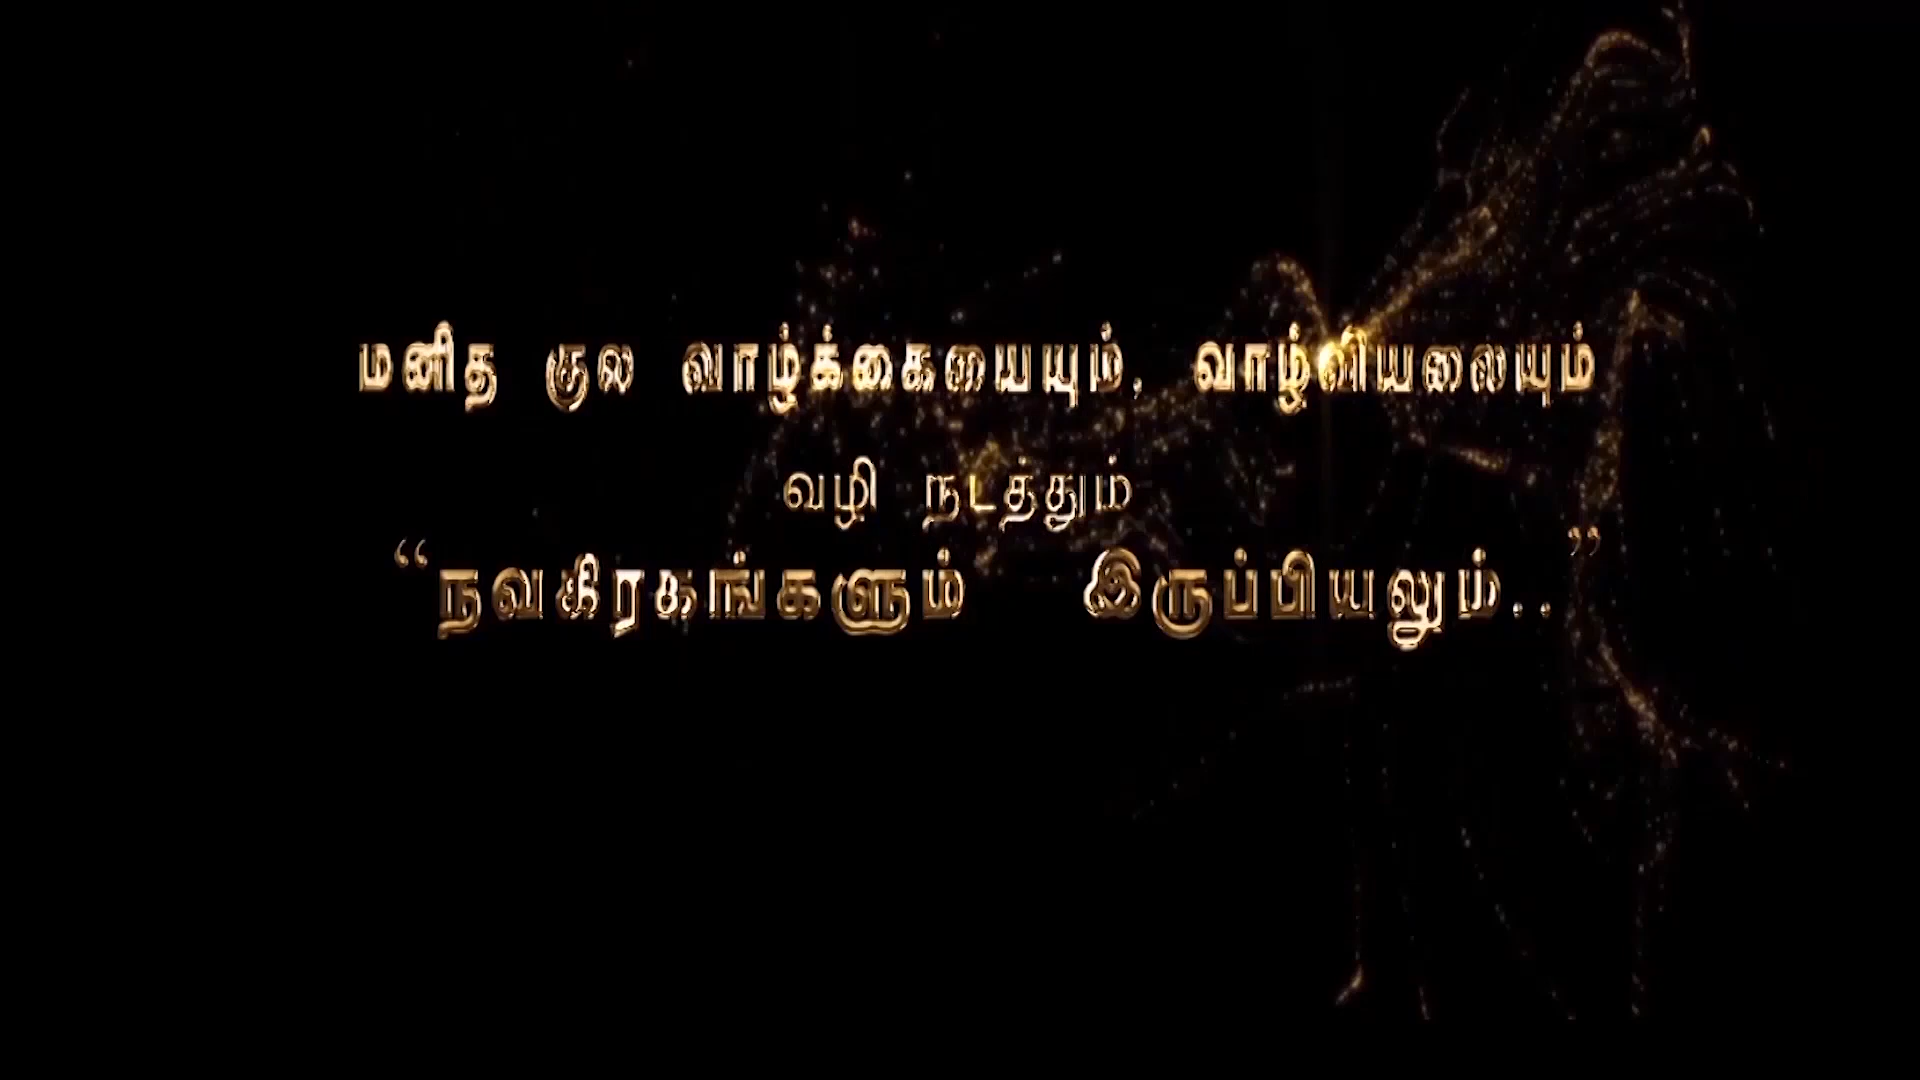 மனித குல வாழ்க்கையையும், வாழ்வியலையும்
வழி நடத்தும்
“நவகிரகங்களும் இருப்பியலும்..”